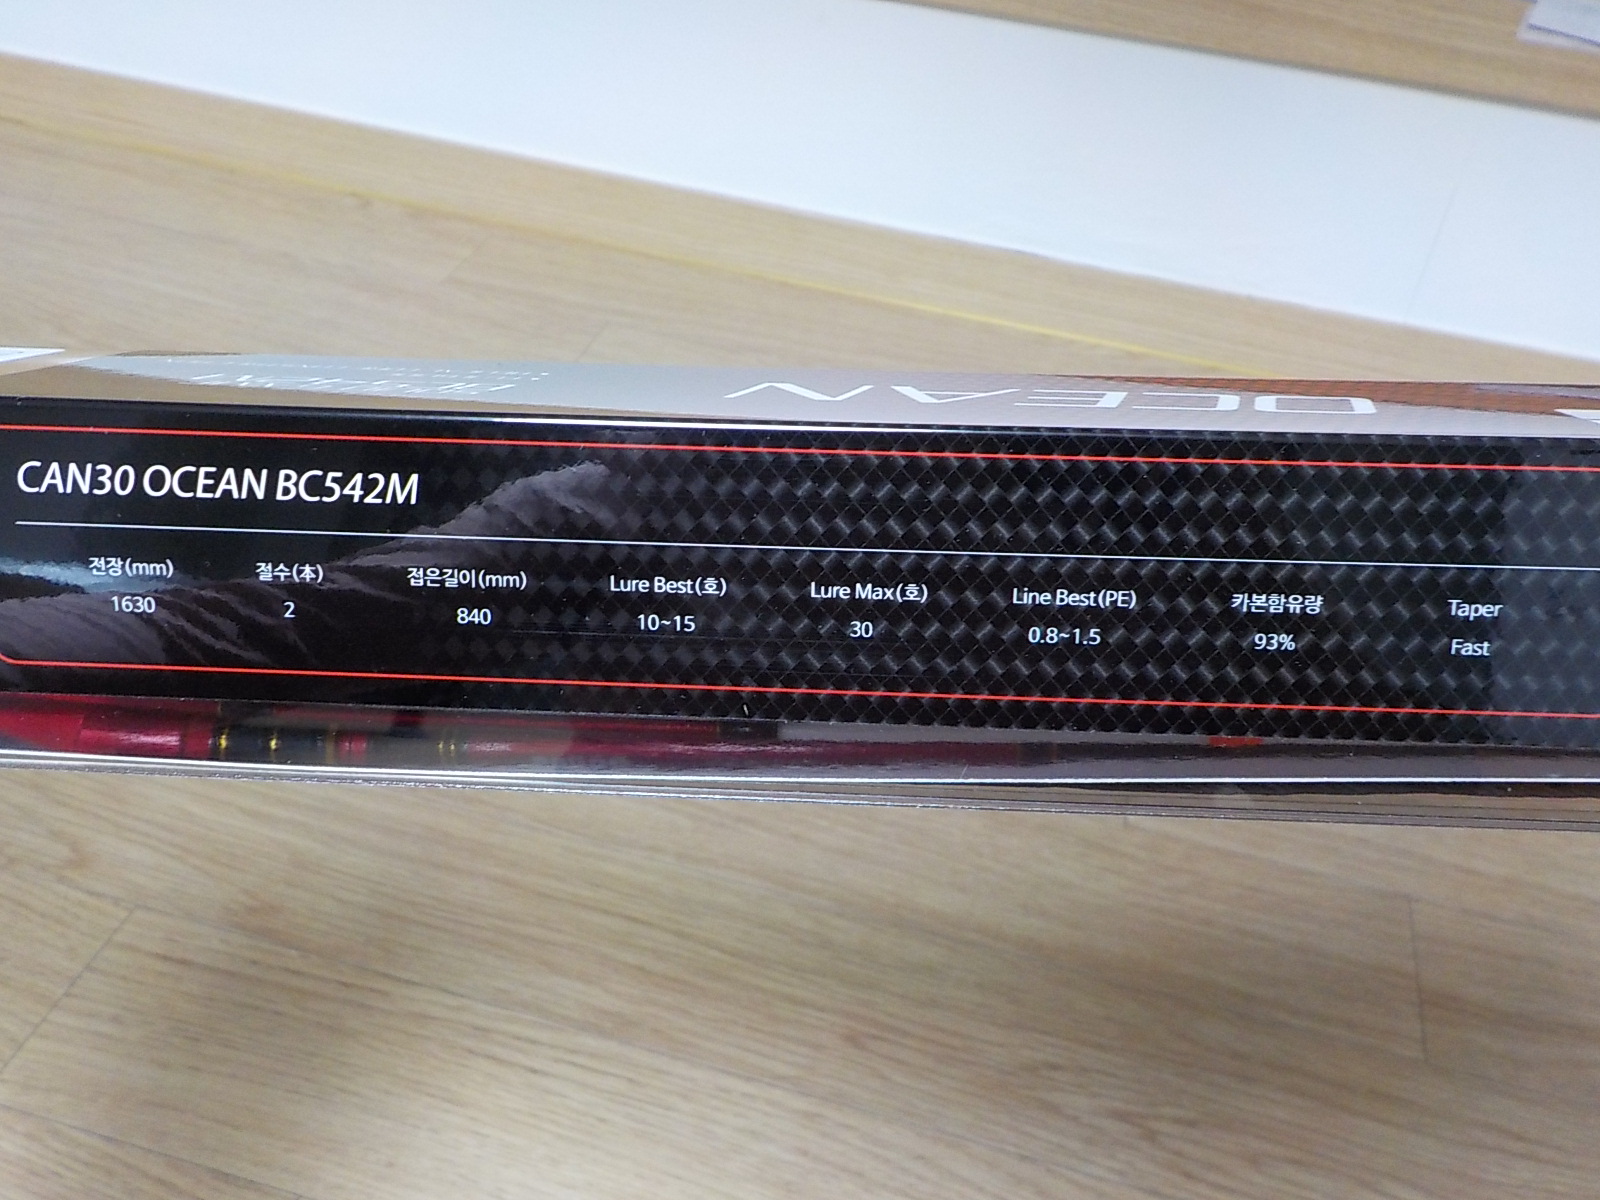 OCEAN
CAN30 OCEAN BC542M
전장(mm) 절수(本) 접은길이(mm) Lure Best(호) Lure Max(호) Line Best(PE) 카본함유량 Taper
1630 2 840 10~15 30 0.8~1.5 93% Fast